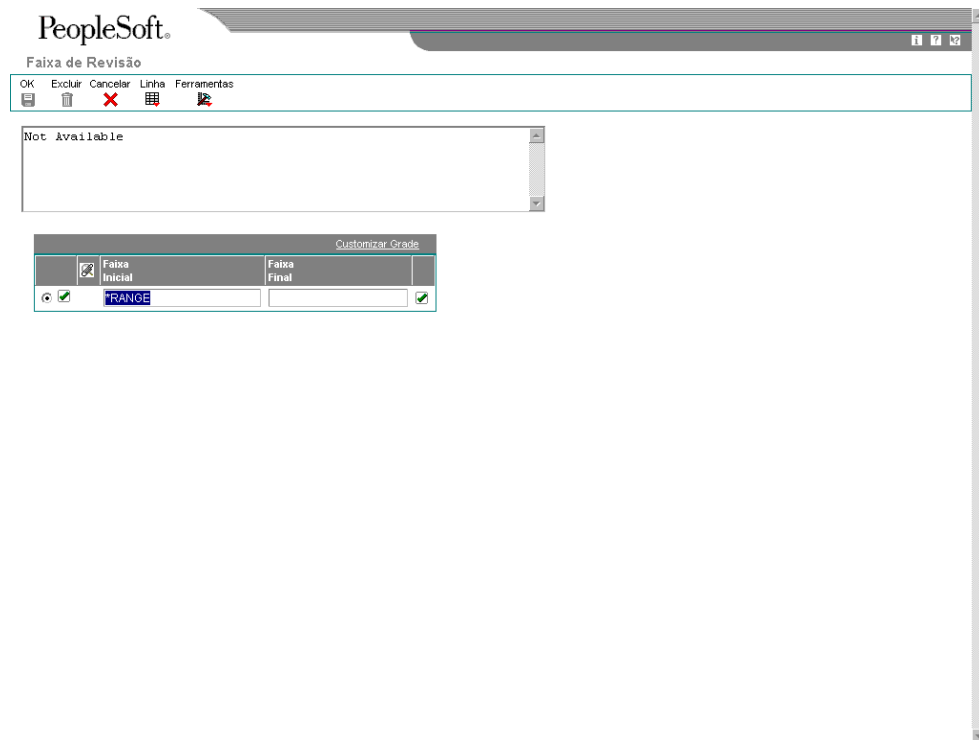 PeopleSoft®
Faixa de Revisão
OK Excluir Cancelar Linha Ferramentas
Not Available
Customizar Grade
Faixa Inicial
Faixa Final
*RANGE